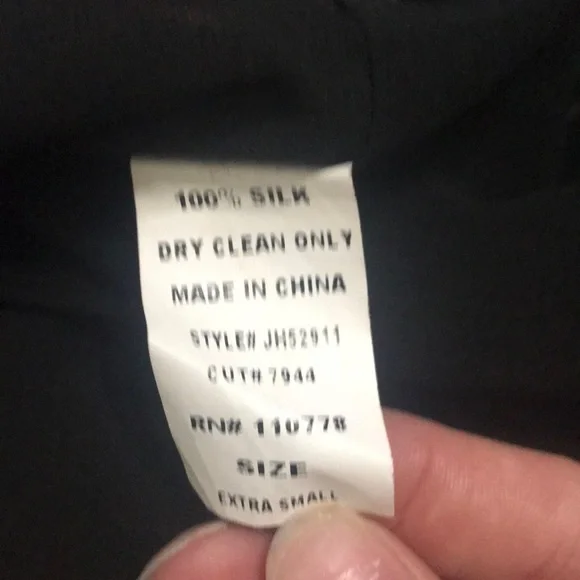 100% SILK
DRY CLEAN ONLY
MADE IN CHINA
STYLE# JH52911
CUT# 7944
RN# 110778
SIZE
EXTRA SMALL